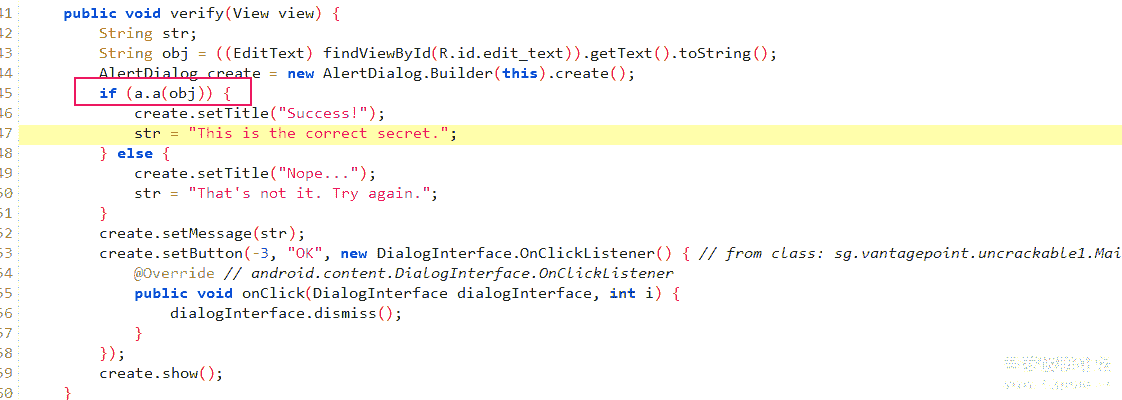 41 public void verify(View view) {
42 String str;
43 String obj = ((EditText) findViewById(R.id.edit_text)).getText().toString();
44 AlertDialog create = new AlertDialog.Builder(this).create();
45 if (a.a(obj)) {
46 create.setTitle("Success!");
47 str = "This is the correct secret.";
48 } else {
49 create.setTitle("Nope...");
50 str = "That's not it. Try again.";
51 }
52 create.setMessage(str);
53 create.setButton(-3, "OK", new DialogInterface.OnClickListener() { // from class: sg.vantagepoint.uncrackable1.Mai
54 @Override // android.content.DialogInterface.OnClickListener
55 public void onClick(DialogInterface dialogInterface, int i) {
56 dialogInterface.dismiss();
57 }
58 });
59 create.show();
60 }